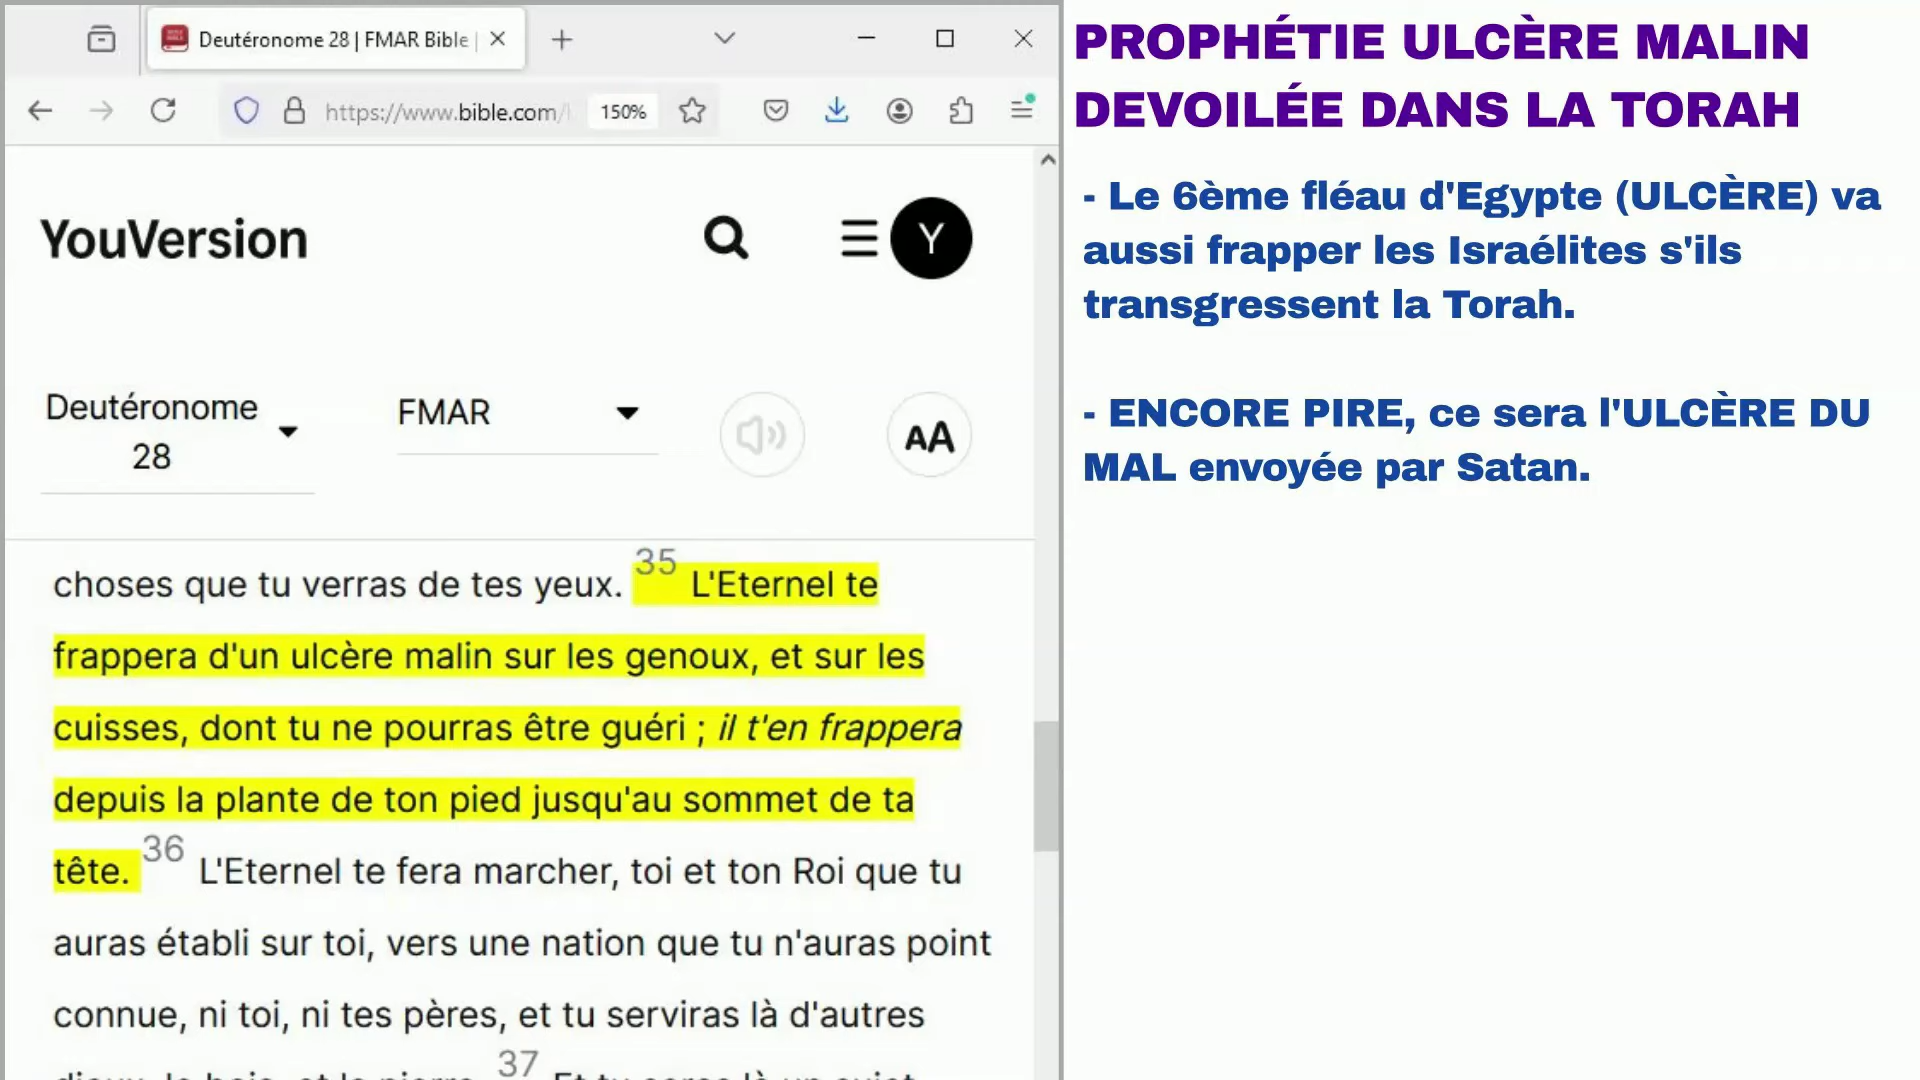 Deutéronome 28 | FMAR Bible |
https://www.bible.com/
150%
YouVersion
Y
Deutéronome
28
FMAR
AA
choses que tu verras de tes yeux. 35 L'Eternel te
frappera d'un ulcère malin sur les genoux, et sur les
cuisses, dont tu ne pourras être guéri ; il t'en frappera
depuis la plante de ton pied jusqu'au sommet de ta
tête. 36 L'Eternel te fera marcher, toi et ton Roi que tu
auras établi sur toi, vers une nation que tu n'auras point
connue, ni toi, ni tes pères, et tu serviras là d'autres
37
PROPHÉTIE ULCÈRE MALIN
DEVOILÉE DANS LA TORAH
- Le 6ème fléau d'Egypte (ULCÈRE) va
aussi frapper les Israélites s'ils
transgressent la Torah.
- ENCORE PIRE, ce sera l'ULCÈRE DU
MAL envoyée par Satan.